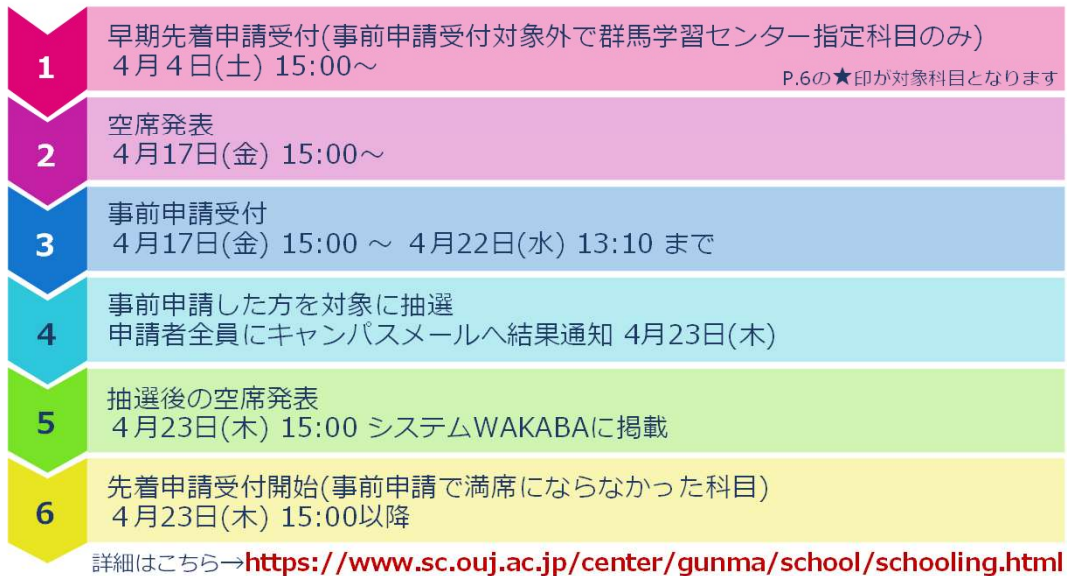 1
早期先着申請受付(事前申請受付対象外で群馬学習センター指定科目のみ)
４月４日(土) 15:00～
P.6の★印が対象科目となります
2
空席発表
４月17日(金) 15:00～
3
事前申請受付
４月17日(金) 15:00 ～ ４月22日(水) 13:10 まで
4
事前申請した方を対象に抽選
申請者全員にキャンパスメールへ結果通知 4月23日(木)
5
抽選後の空席発表
４月23日(木) 15:00 システムWAKABAに掲載
6
先着申請受付開始(事前申請で満席にならなかった科目)
４月23日(木) 15:00以降
詳細はこちら→https://www.sc.ouj.ac.jp/center/gunma/school/schooling.html